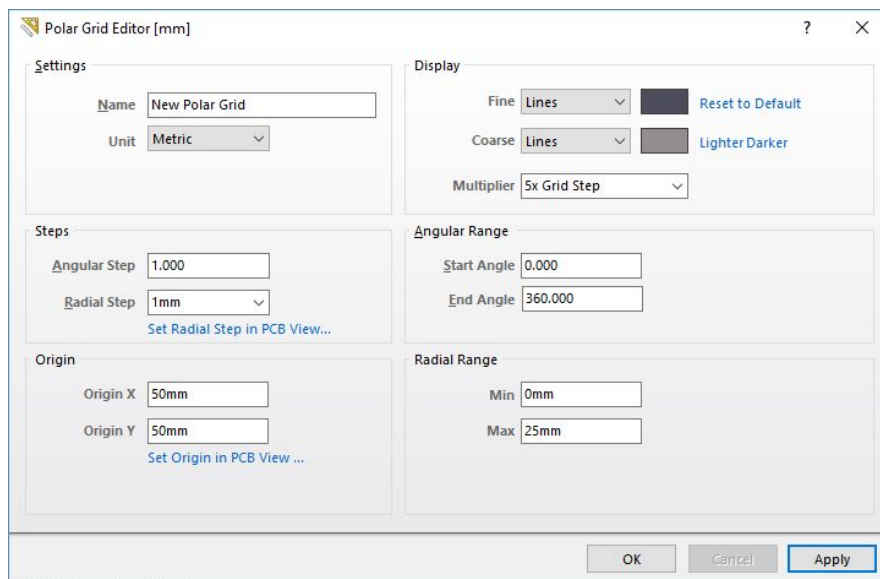 Polar Grid Editor [mm] ?
Settings
Name New Polar Grid
Unit Metric
Display
Fine Lines Reset to Default
Coarse Lines Lighter Darker
Multiplier 5x Grid Step
Steps
Angular Step 1.000
Radial Step 1mm
Set Radial Step in PCB View...
Angular Range
Start Angle 0.000
End Angle 360.000
Origin
Origin X 50mm
Origin Y 50mm
Set Origin in PCB View ...
Radial Range
Min 0mm
Max 25mm
OK Cancel Apply